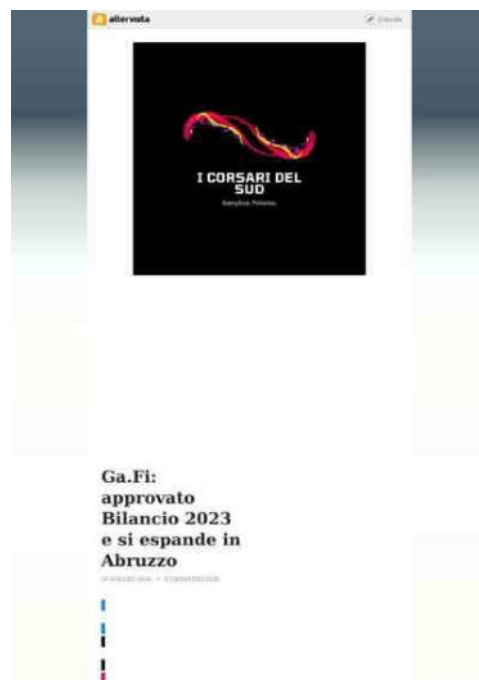 altervista
I CORSARI DEL
SUD
Ga.Fi:
approvato
Bilancio 2023
e si espande in
Abruzzo